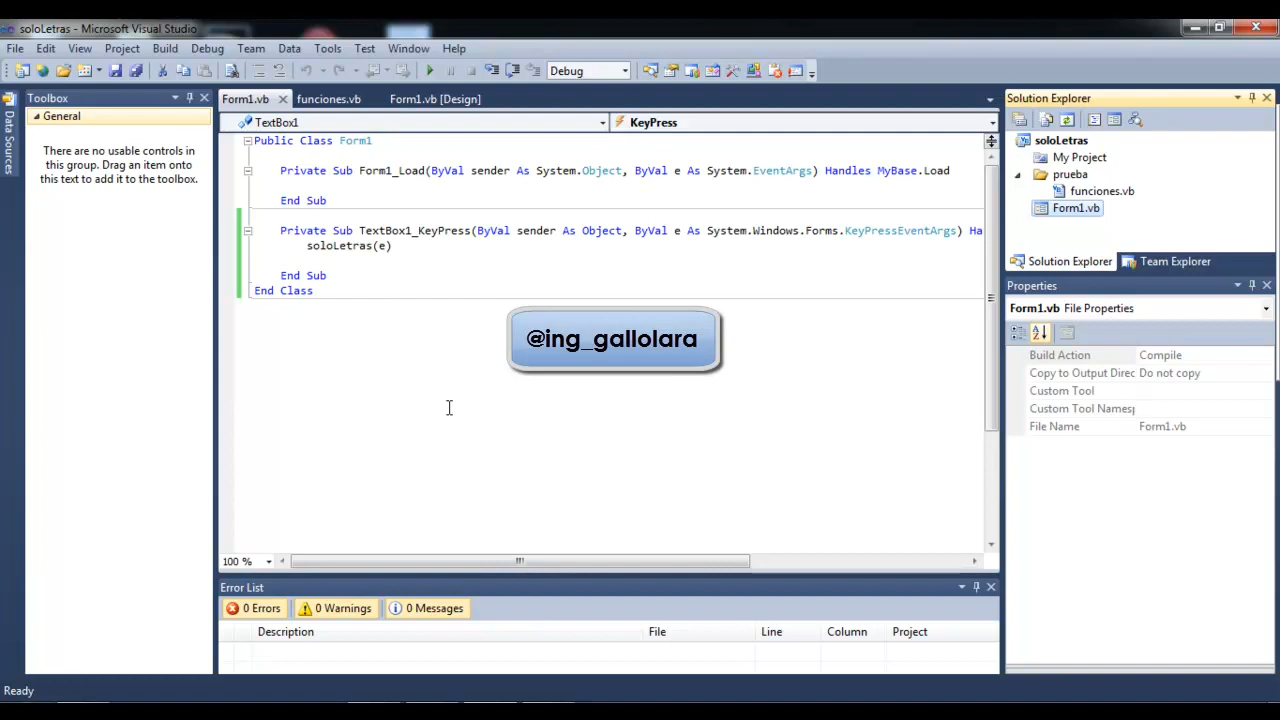 soloLetras - Microsoft Visual Studio
File Edit View Project Build Debug Team Data Tools Test Window Help
Debug
Data Sources
Toolbox
General
There are no usable controls in
this group. Drag an item onto
this text to add it to the toolbox.
Form1.vb funciones.vb Form1.vb [Design]
TextBox1 KeyPress
Public Class Form1
Private Sub Form1_Load(ByVal sender As System.Object, ByVal e As System.EventArgs) Handles MyBase.Load
End Sub
Private Sub TextBox1_KeyPress(ByVal sender As Object, ByVal e As System.Windows.Forms.KeyPressEventArgs) Ha
soloLetras(e)
End Sub
End Class
@ing_gallolara
100 %
Error List
0 Errors 0 Warnings 0 Messages
Description File Line Column Project
Solution Explorer
soloLetras
My Project
prueba
funciones.vb
Form1.vb
Solution Explorer Team Explorer
Properties
Form1.vb File Properties
Build Action Compile
Copy to Output Direc Do not copy
Custom Tool
Custom Tool Namesp
File Name Form1.vb
Ready